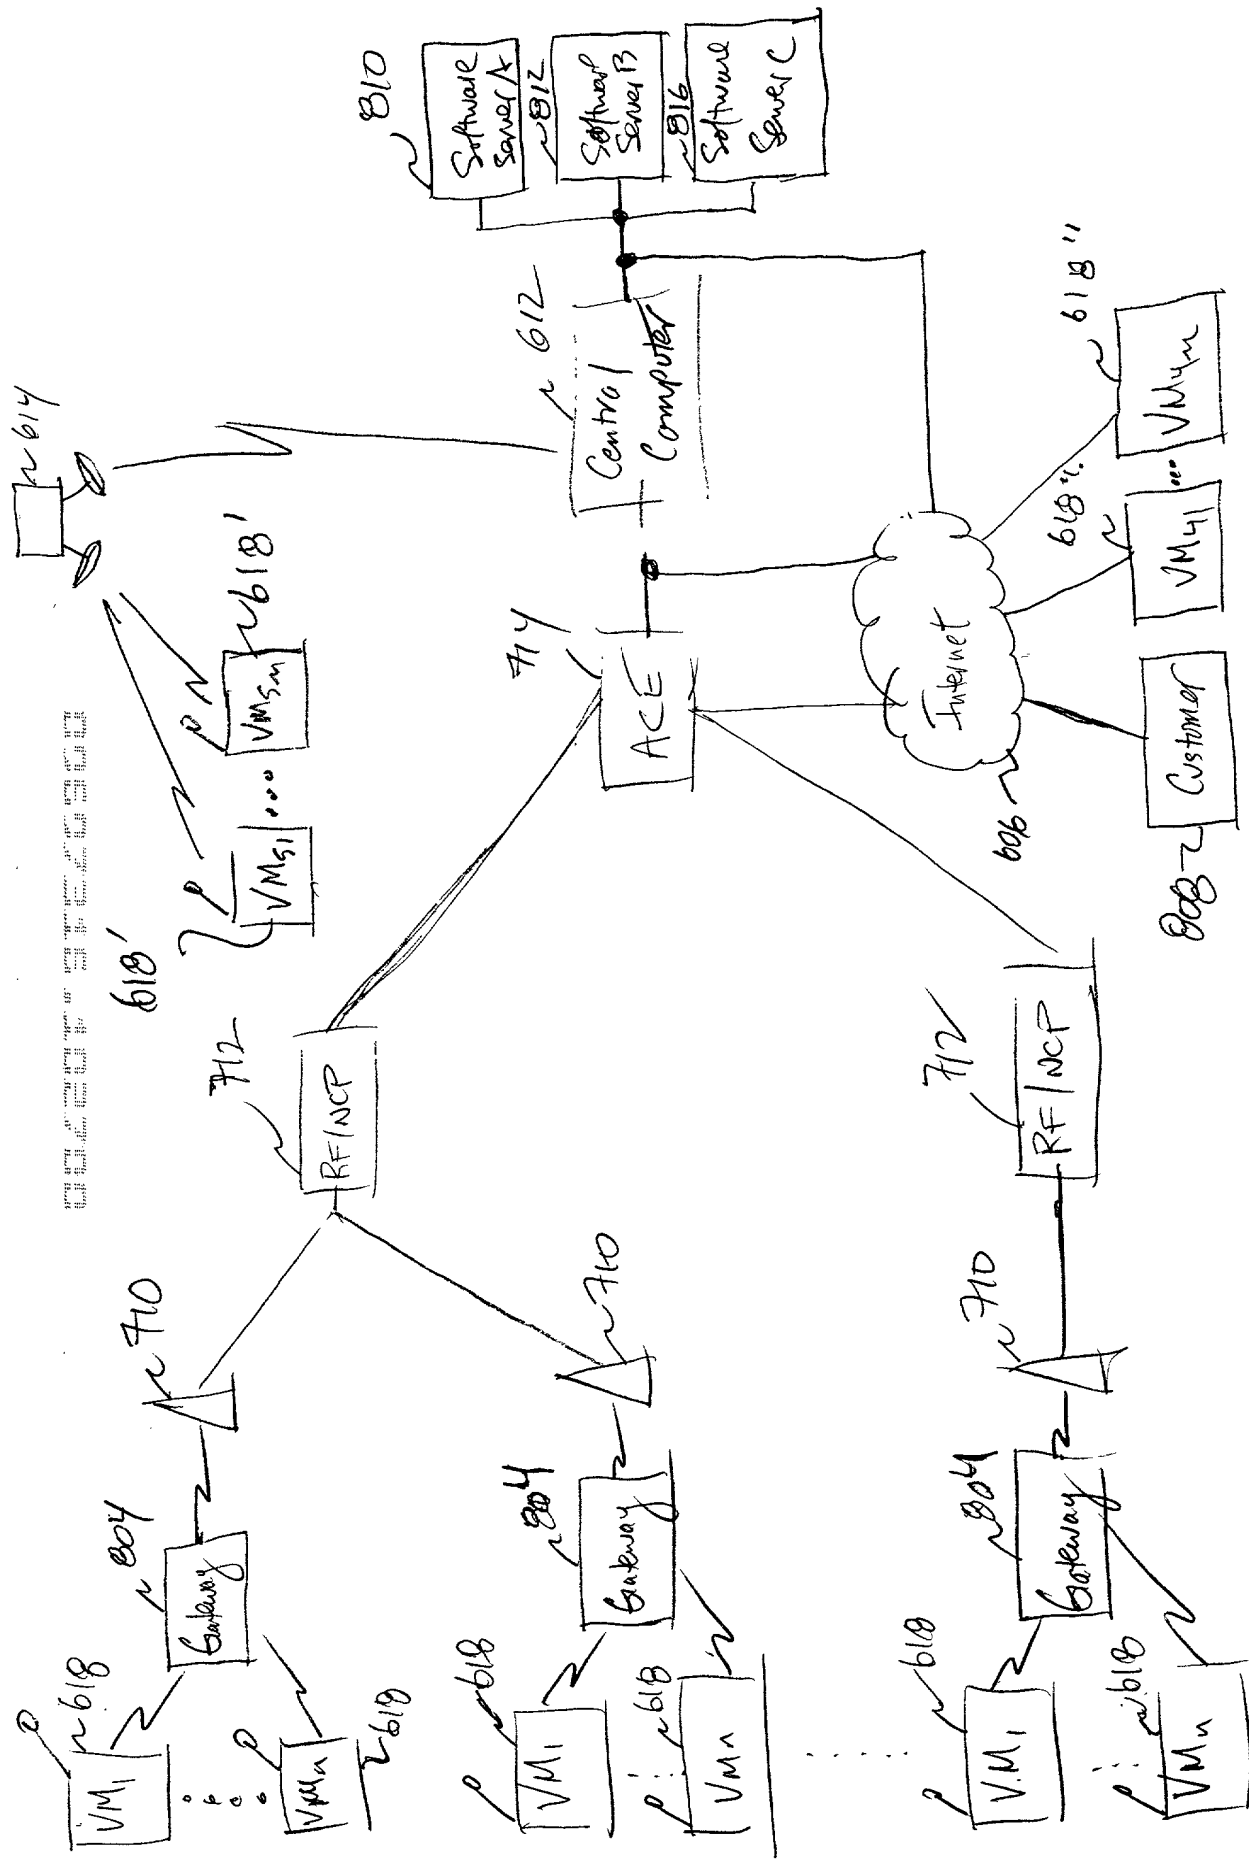 VM1
618
VMn
618
Gateway
804
710
VM1
618
VMn
618
Gateway
804
710
VM1
618
VMn
618
Gateway
804
710
RF/NCP
712
RF/NCP
712
618'
VM51
VM5n
618'
614
ACE
714
Central
Computer
612
Software
Server A
810
Software
Server B
812
Software
Server C
816
Internet
606
Customer
808
VM41
618"
VM4n
618"